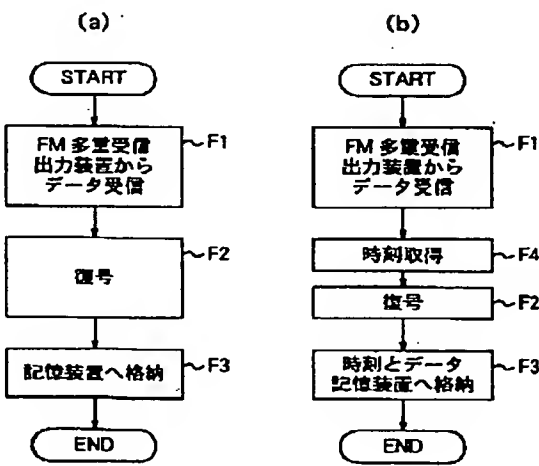 (a)
START
FM 多重受信
出力装置から
データ受信
F1
復号
F2
記憶装置へ格納
F3
END
(b)
START
FM 多重受信
出力装置から
データ受信
F1
時刻取得
F4
復号
F2
時刻とデータ
記憶装置へ格納
F3
END